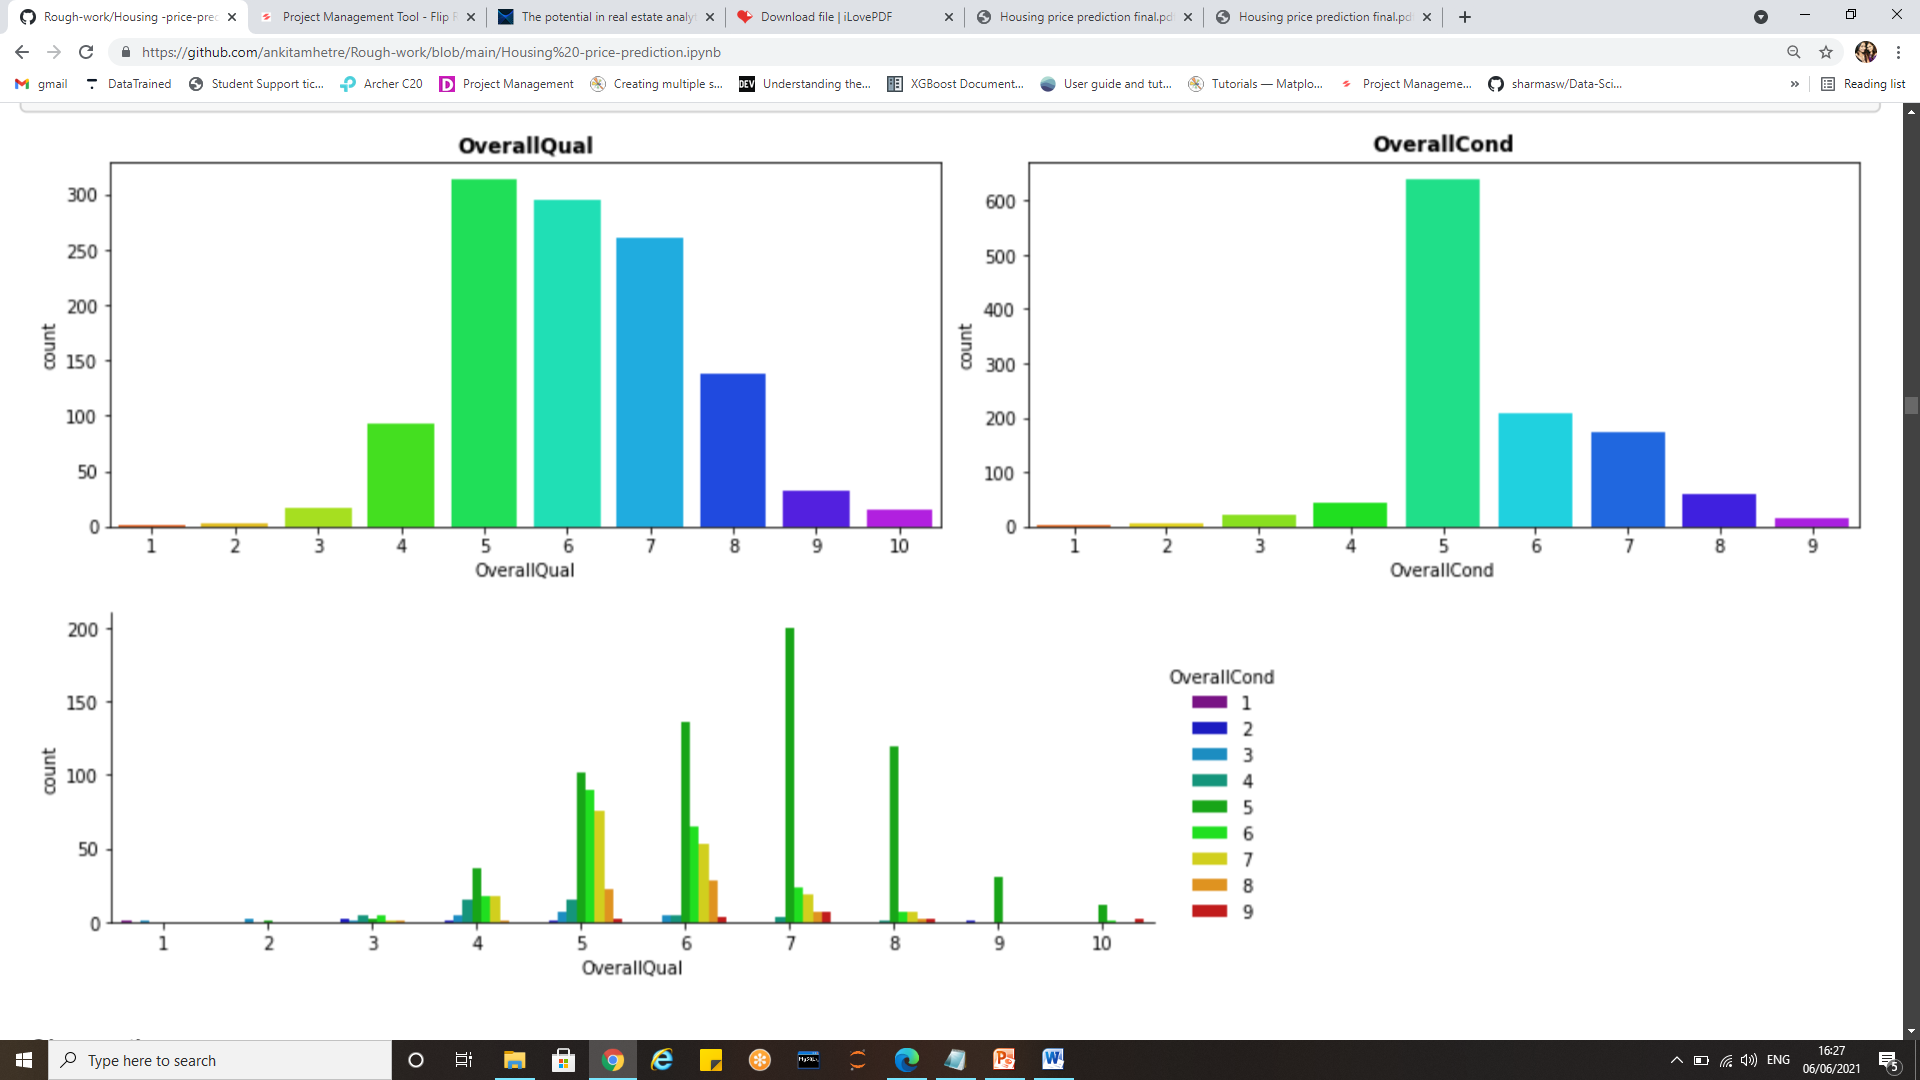 Rough-work/Housing -price-prec
Project Management Tool - Flip R
The potential in real estate analyt
Download file | iLovePDF
Housing price prediction final.pd
Housing price prediction final.pd
https://github.com/ankitamhetre/Rough-work/blob/main/Housing%20-price-prediction.ipynb
gmail DataTrained Student Support tic... Archer C20 Project Management Creating multiple s... DEV Understanding the... XGBoost Document... User guide and tut... Tutorials — Matplo... Project Manageme... sharmasw/Data-Sci... » Reading list
OverallQual
300
250
200
150
100
50
0
count
1 2 3 4 5 6 7 8 9 10
OverallQual
OverallCond
600
500
400
300
200
100
0
count
1 2 3 4 5 6 7 8 9
OverallCond
200
150
100
50
0
count
1 2 3 4 5 6 7 8 9 10
OverallQual
OverallCond
1
2
3
4
5
6
7
8
9
Type here to search
MySQL
ENG
16:27
06/06/2021
5